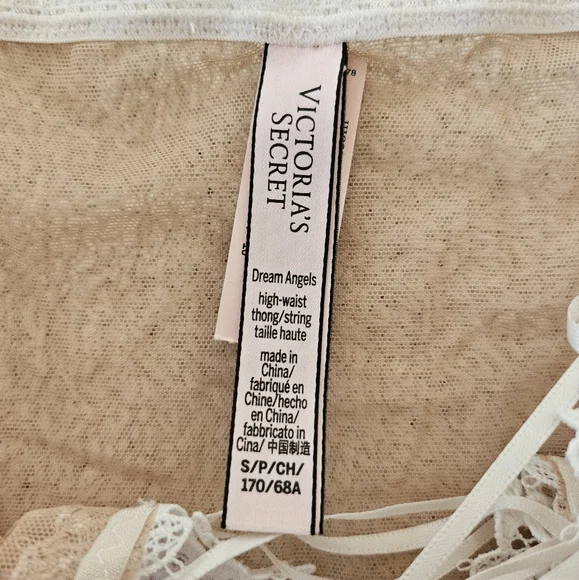 VICTORIA'S
SECRET
Dream Angels
high-waist
thong/string
taille haute
made in
China/
fabriqué en
Chine/hecho
en China/
fabbricato in
Cina/ 中国制造
S/P/CH/
170/68A
78